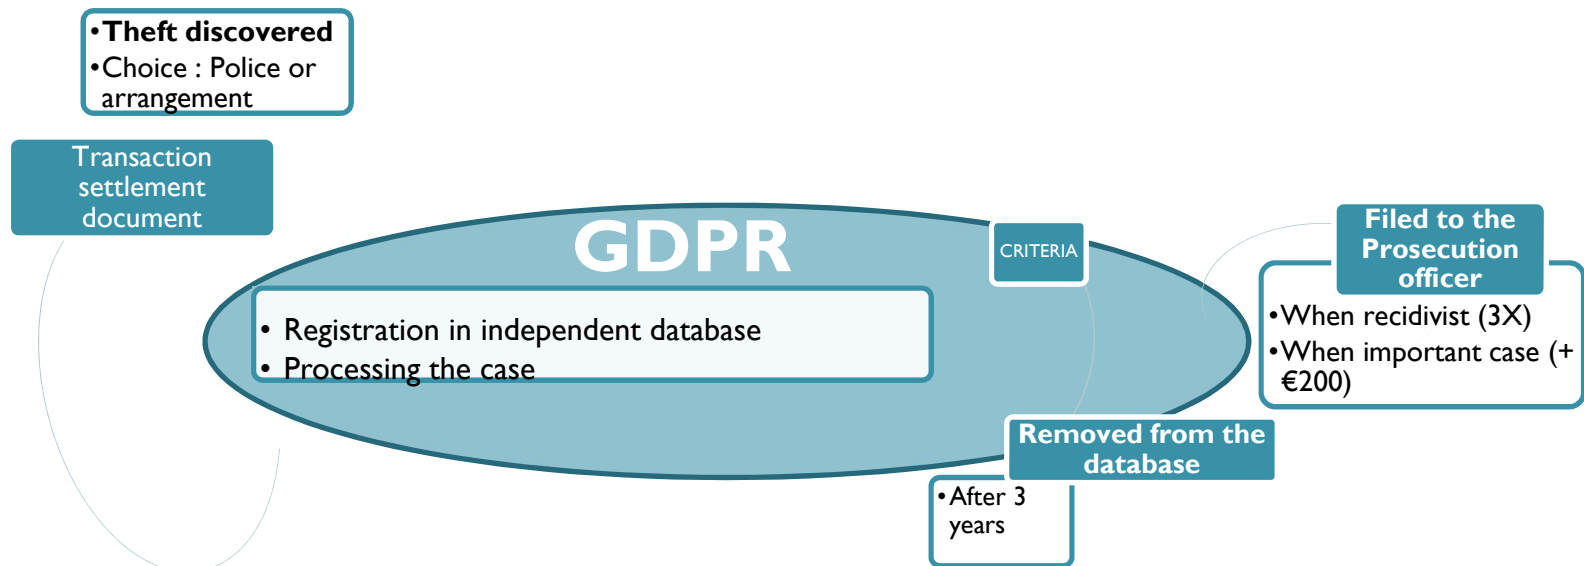 •Theft discovered
•Choice : Police or
arrangement
Transaction
settlement
document
GDPR
• Registration in independent database
• Processing the case
CRITERIA
Filed to the
Prosecution
officer
•When recidivist (3X)
•When important case (+
€200)
Removed from the
database
•After 3
years